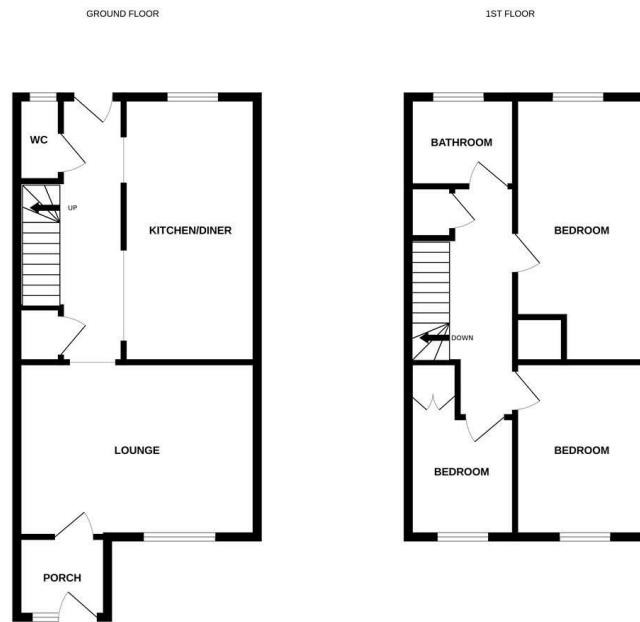 GROUND FLOOR
1ST FLOOR
WC
BATHROOM
UP
KITCHEN/DINER
BEDROOM
DOWN
LOUNGE
BEDROOM
BEDROOM
PORCH